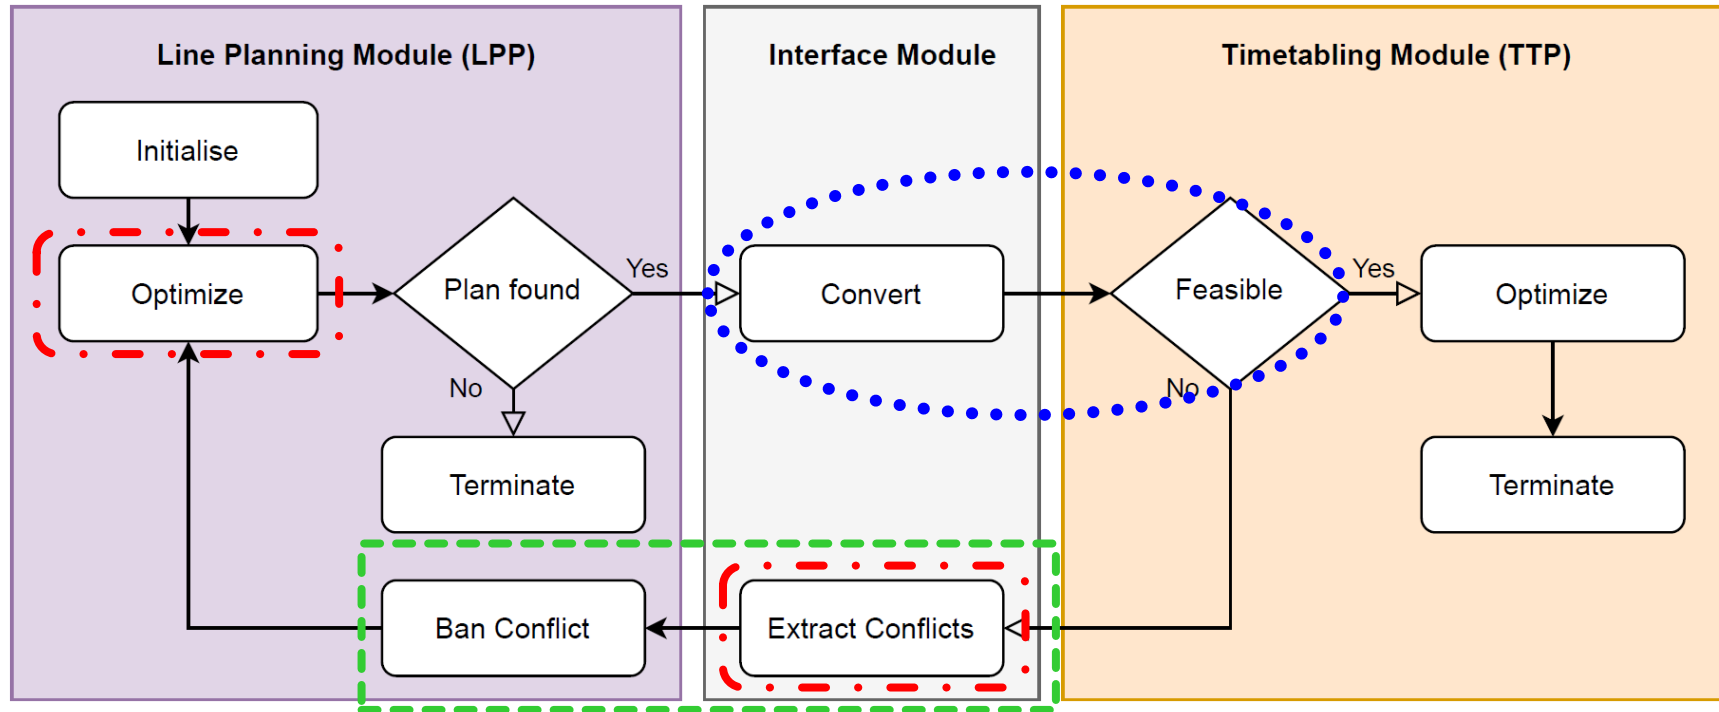 Line Planning Module (LPP)
Interface Module
Timetabling Module (TTP)
Initialise
Optimize
Plan found
Yes
Convert
Feasible
Yes
Optimize
No
No
Terminate
Terminate
Ban Conflict
Extract Conflicts